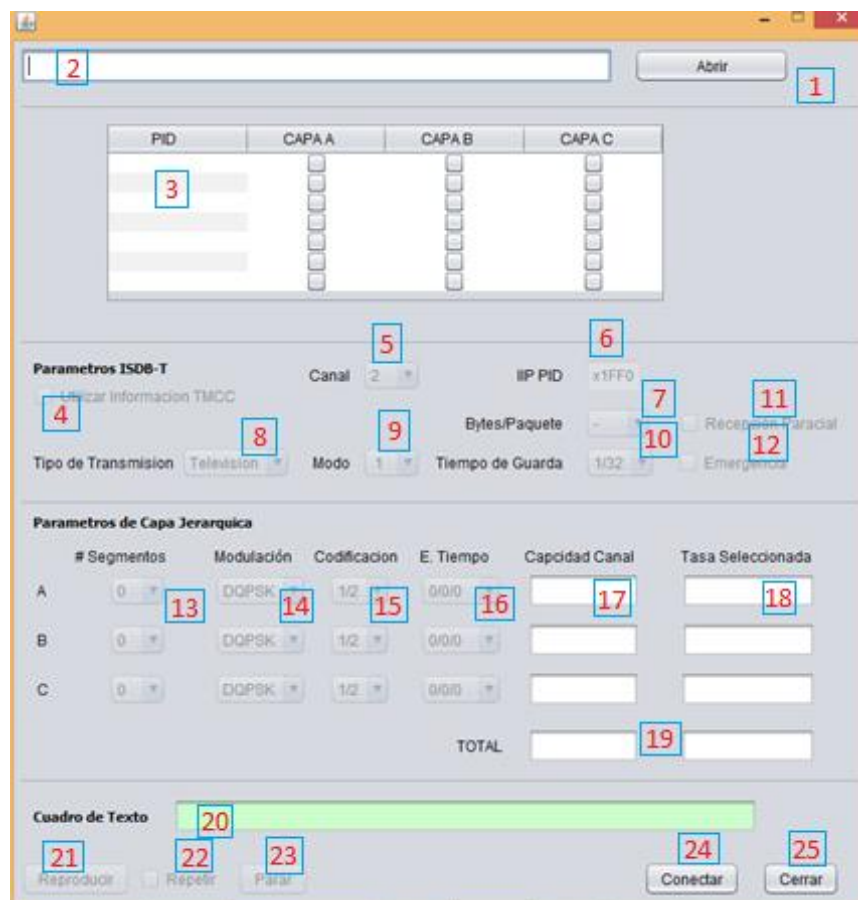 2
Abrir
1
PID CAPA A CAPA B CAPA C
3
5 6
Parametros ISDB-T Canal 2 IIP PID x1FF0
Utilizar Informacion TMCC
4 7 11
Bytes/Paquete - Recepción Paracial
8 9 10 12
Tipo de Transmision Television Modo 1 Tiempo de Guarda 1/32 Emergencia
Parametros de Capa Jerarquica
# Segmentos Modulación Codificacion E. Tiempo Capcidad Canal Tasa Seleccionada
A 0 DQPSK 1/2 0/0/0
13 14 15 16 17 18
B 0 DQPSK 1/2 0/0/0
C 0 DQPSK 1/2 0/0/0
TOTAL 19
Cuadro de Texto 20
21 22 23 24 25
Reproducir Repetir Parar Conectar Cerrar